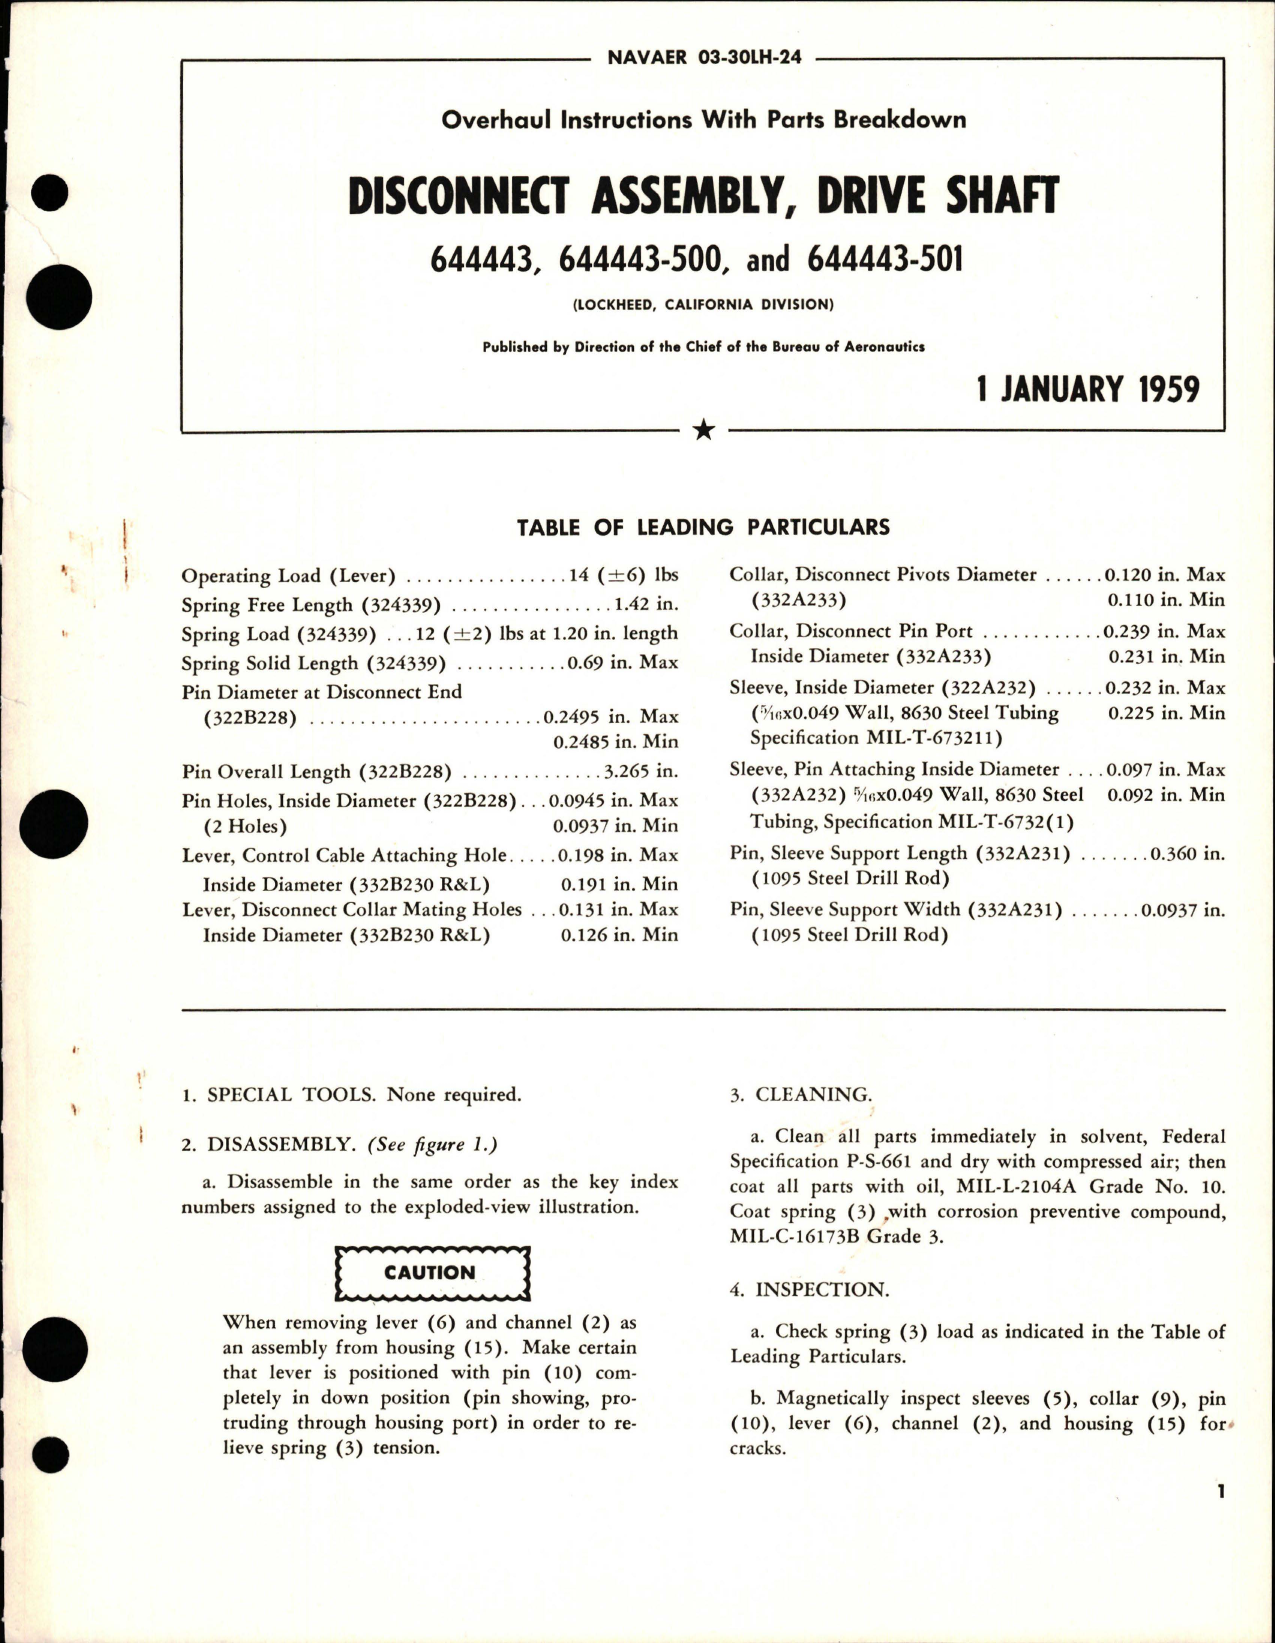 NAVAER 03-30LH-24
Overhaul Instructions With Parts Breakdown
DISCONNECT ASSEMBLY, DRIVE SHAFT
644443, 644443-500, and 644443-501
(LOCKHEED, CALIFORNIA DIVISION)
Published by Direction of the Chief of the Bureau of Aeronautics
1 JANUARY 1959
TABLE OF LEADING PARTICULARS
Operating Load (Lever) ................ 14 (±6) lbs
Spring Free Length (324339) ................ 1.42 in.
Spring Load (324339) ... 12 (±2) lbs at 1.20 in. length
Spring Solid Length (324339) ........... 0.69 in. Max
Pin Diameter at Disconnect End
(322B228) ....................... 0.2495 in. Max
0.2485 in. Min
Pin Overall Length (322B228) .............. 3.265 in.
Pin Holes, Inside Diameter (322B228)... 0.0945 in. Max
(2 Holes) 0.0937 in. Min
Lever, Control Cable Attaching Hole..... 0.198 in. Max
Inside Diameter (332B230 R&L) 0.191 in. Min
Lever, Disconnect Collar Mating Holes ... 0.131 in. Max
Inside Diameter (332B230 R&L) 0.126 in. Min
Collar, Disconnect Pivots Diameter ...... 0.120 in. Max
(332A233) 0.110 in. Min
Collar, Disconnect Pin Port ............ 0.239 in. Max
Inside Diameter (332A233) 0.231 in. Min
Sleeve, Inside Diameter (322A232) ...... 0.232 in. Max
(5/16x0.049 Wall, 8630 Steel Tubing 0.225 in. Min
Specification MIL-T-673211)
Sleeve, Pin Attaching Inside Diameter .... 0.097 in. Max
(332A232) 5/16x0.049 Wall, 8630 Steel 0.092 in. Min
Tubing, Specification MIL-T-6732(1)
Pin, Sleeve Support Length (332A231) ....... 0.360 in.
(1095 Steel Drill Rod)
Pin, Sleeve Support Width (332A231) ....... 0.0937 in.
(1095 Steel Drill Rod)
1. SPECIAL TOOLS. None required.
2. DISASSEMBLY. (See figure 1.)
a. Disassemble in the same order as the key index
numbers assigned to the exploded-view illustration.
CAUTION
When removing lever (6) and channel (2) as
an assembly from housing (15). Make certain
that lever is positioned with pin (10) com-
pletely in down position (pin showing, pro-
truding through housing port) in order to re-
lieve spring (3) tension.
3. CLEANING.
a. Clean all parts immediately in solvent, Federal
Specification P-S-661 and dry with compressed air; then
coat all parts with oil, MIL-L-2104A Grade No. 10.
Coat spring (3) with corrosion preventive compound,
MIL-C-16173B Grade 3.
4. INSPECTION.
a. Check spring (3) load as indicated in the Table of
Leading Particulars.
b. Magnetically inspect sleeves (5), collar (9), pin
(10), lever (6), channel (2), and housing (15) for
cracks.
1